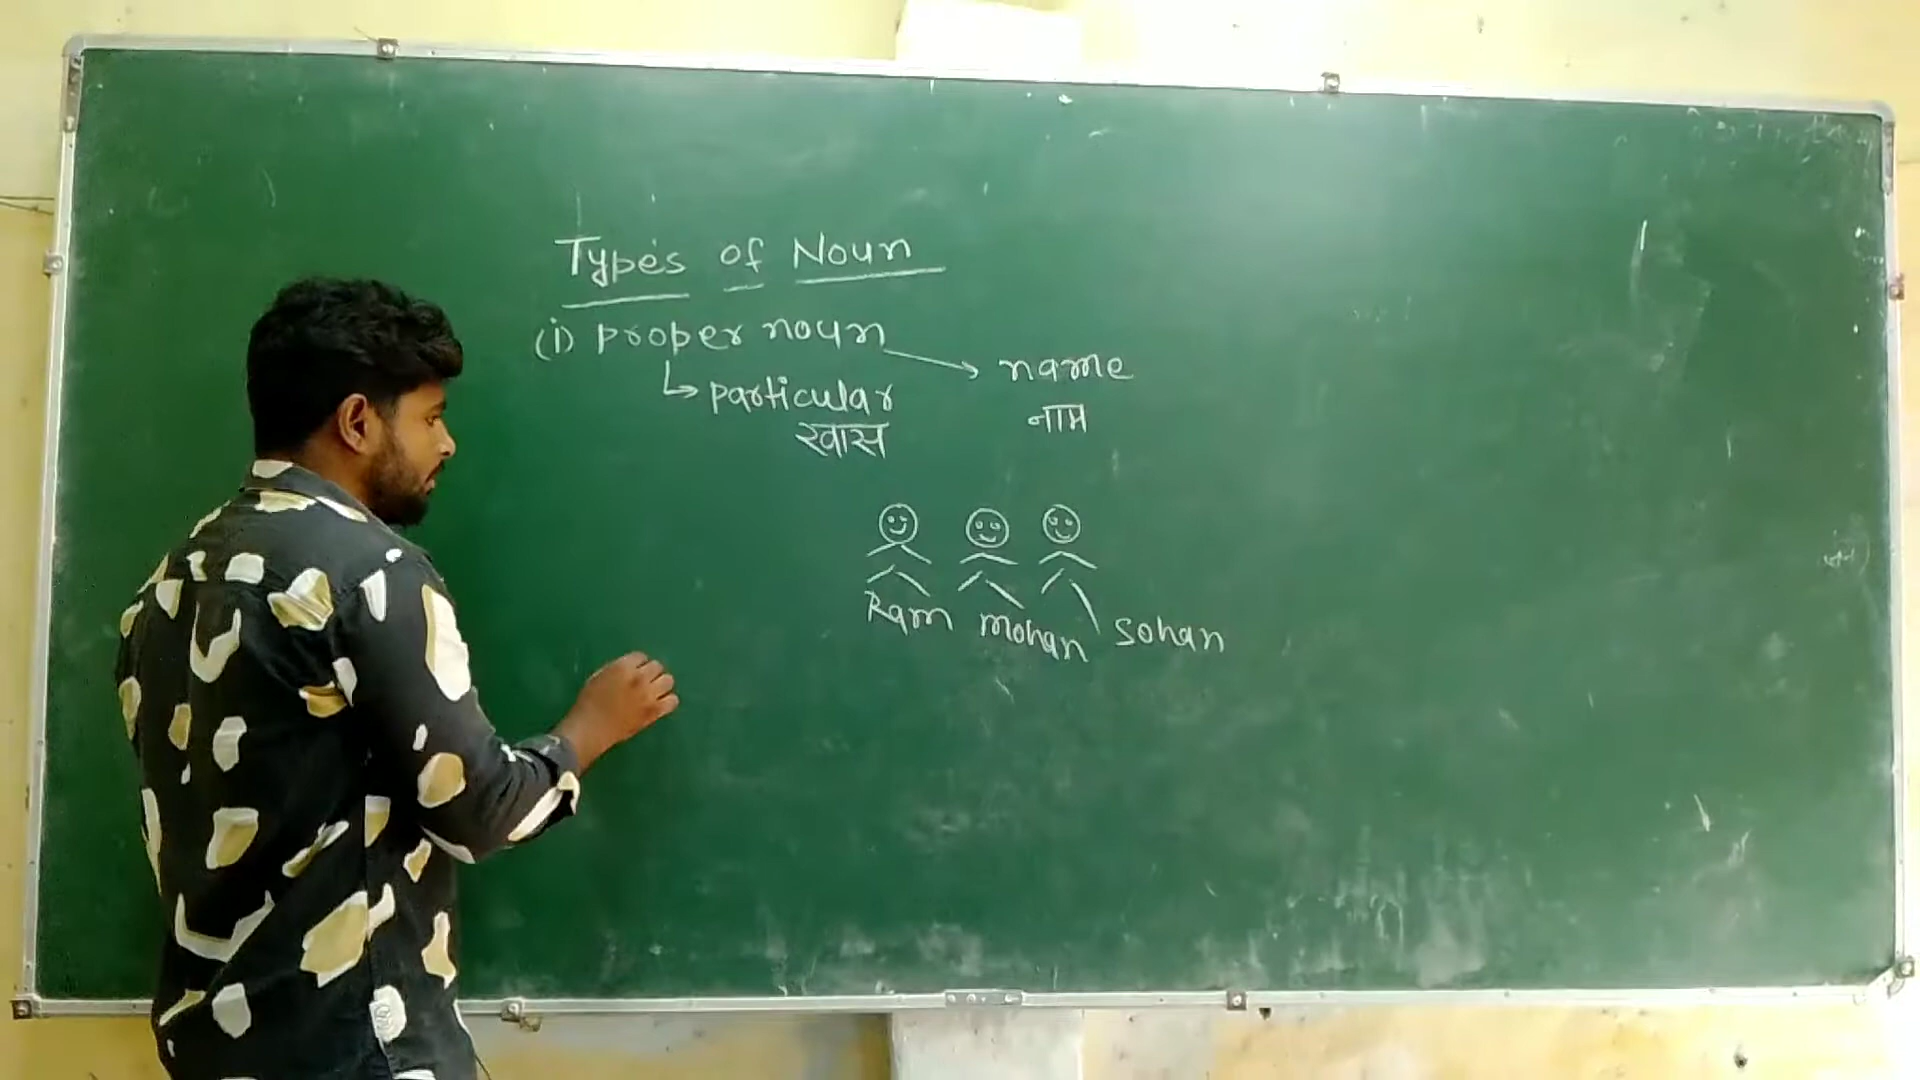 Types of Noun
(i) proper noun → name
↳ particular नाम
खास
Ram mohan sohan